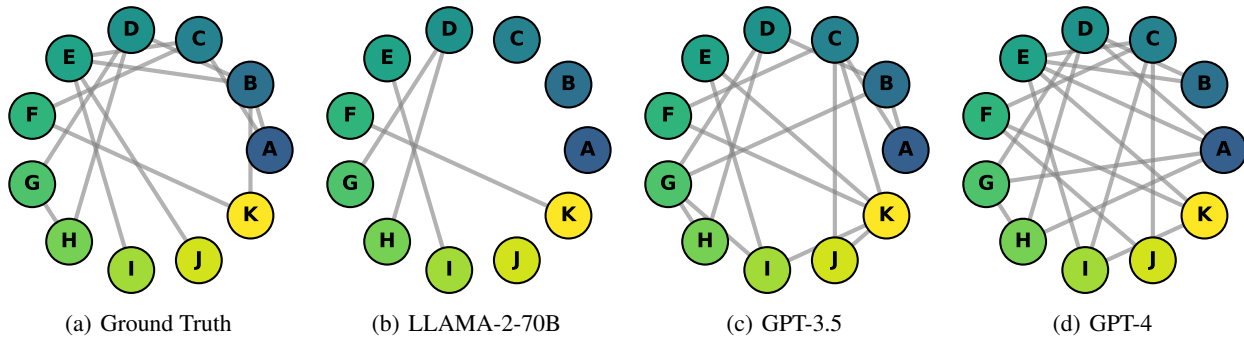 D C D C D C D C
E B E B E B E B
F A F A F A F A
G K G K G K G K
H I J H I J H I J H I J
(a) Ground Truth (b) LLAMA-2-70B (c) GPT-3.5 (d) GPT-4